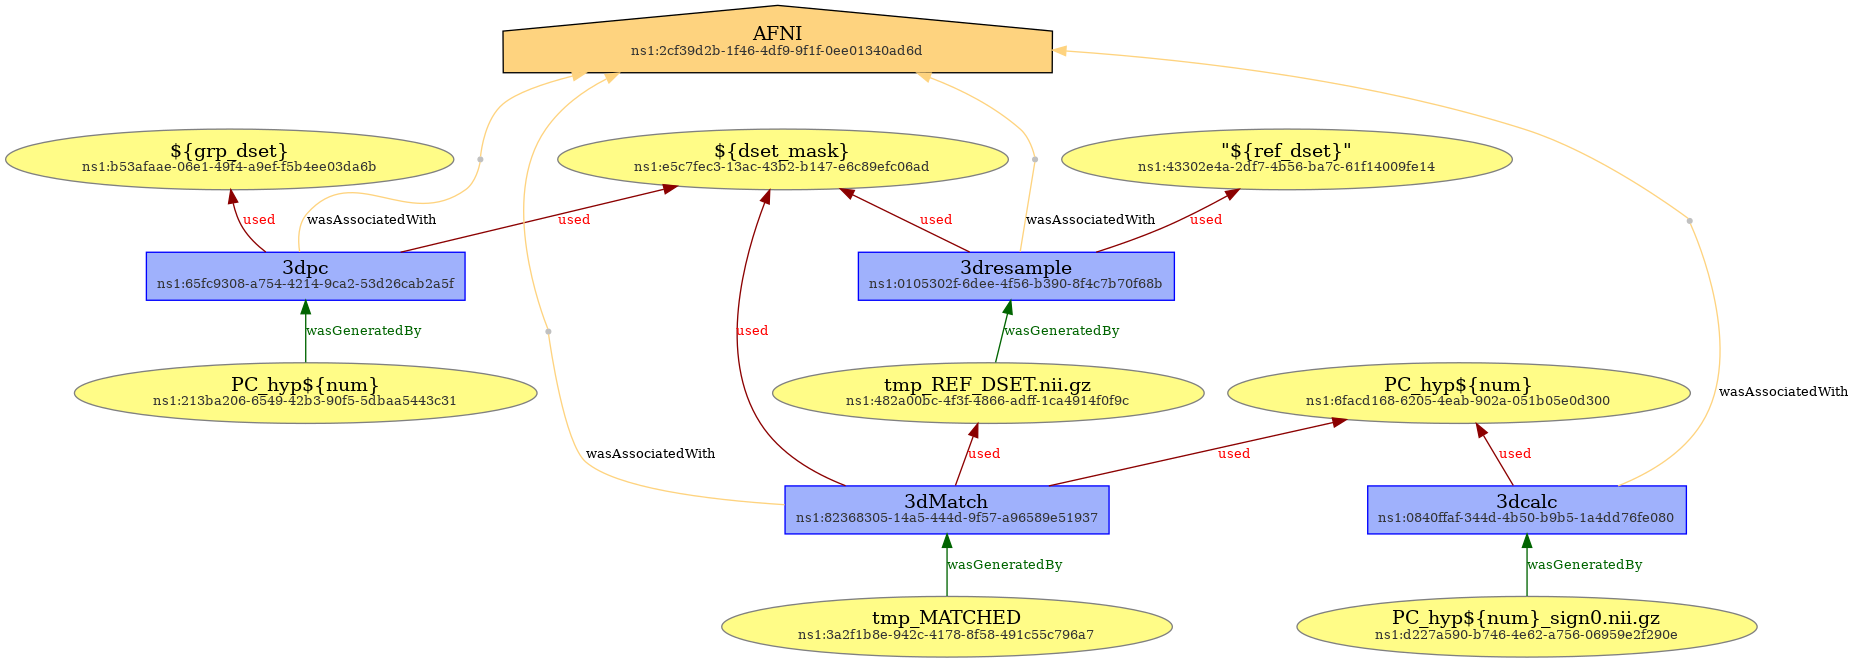 AFNI
ns1:2cf39d2b-1f46-4df9-9f1f-0ee01340ad6d
${grp_dset}
ns1:b53afaae-06e1-49f4-a9ef-f5b4ee03da6b
${dset_mask}
ns1:e5c7fec3-13ac-43b2-b147-e6c89efc06ad
"${ref_dset}"
ns1:43302e4a-2df7-4b56-ba7c-61f14009fe14
used
wasAssociatedWith
used
used
wasAssociatedWith
used
3dpc
ns1:65fc9308-a754-4214-9ca2-53d26cab2a5f
3dresample
ns1:0105302f-6dee-4f56-b390-8f4c7b70f68b
wasGeneratedBy
used
wasGeneratedBy
PC_hyp${num}
ns1:213ba206-6549-42b3-90f5-5dbaa5443c31
tmp_REF_DSET.nii.gz
ns1:482a00bc-4f3f-4866-adff-1ca4914f0f9c
PC_hyp${num}
ns1:6facd168-6205-4eab-902a-051b05e0d300
wasAssociatedWith
wasAssociatedWith
used
used
used
3dMatch
ns1:82368305-14a5-444d-9f57-a96589e51937
3dcalc
ns1:0840ffaf-344d-4b50-b9b5-1a4dd76fe080
wasGeneratedBy
wasGeneratedBy
tmp_MATCHED
ns1:3a2f1b8e-942c-4178-8f58-491c55c796a7
PC_hyp${num}_sign0.nii.gz
ns1:d227a590-b746-4e62-a756-06959e2f290e